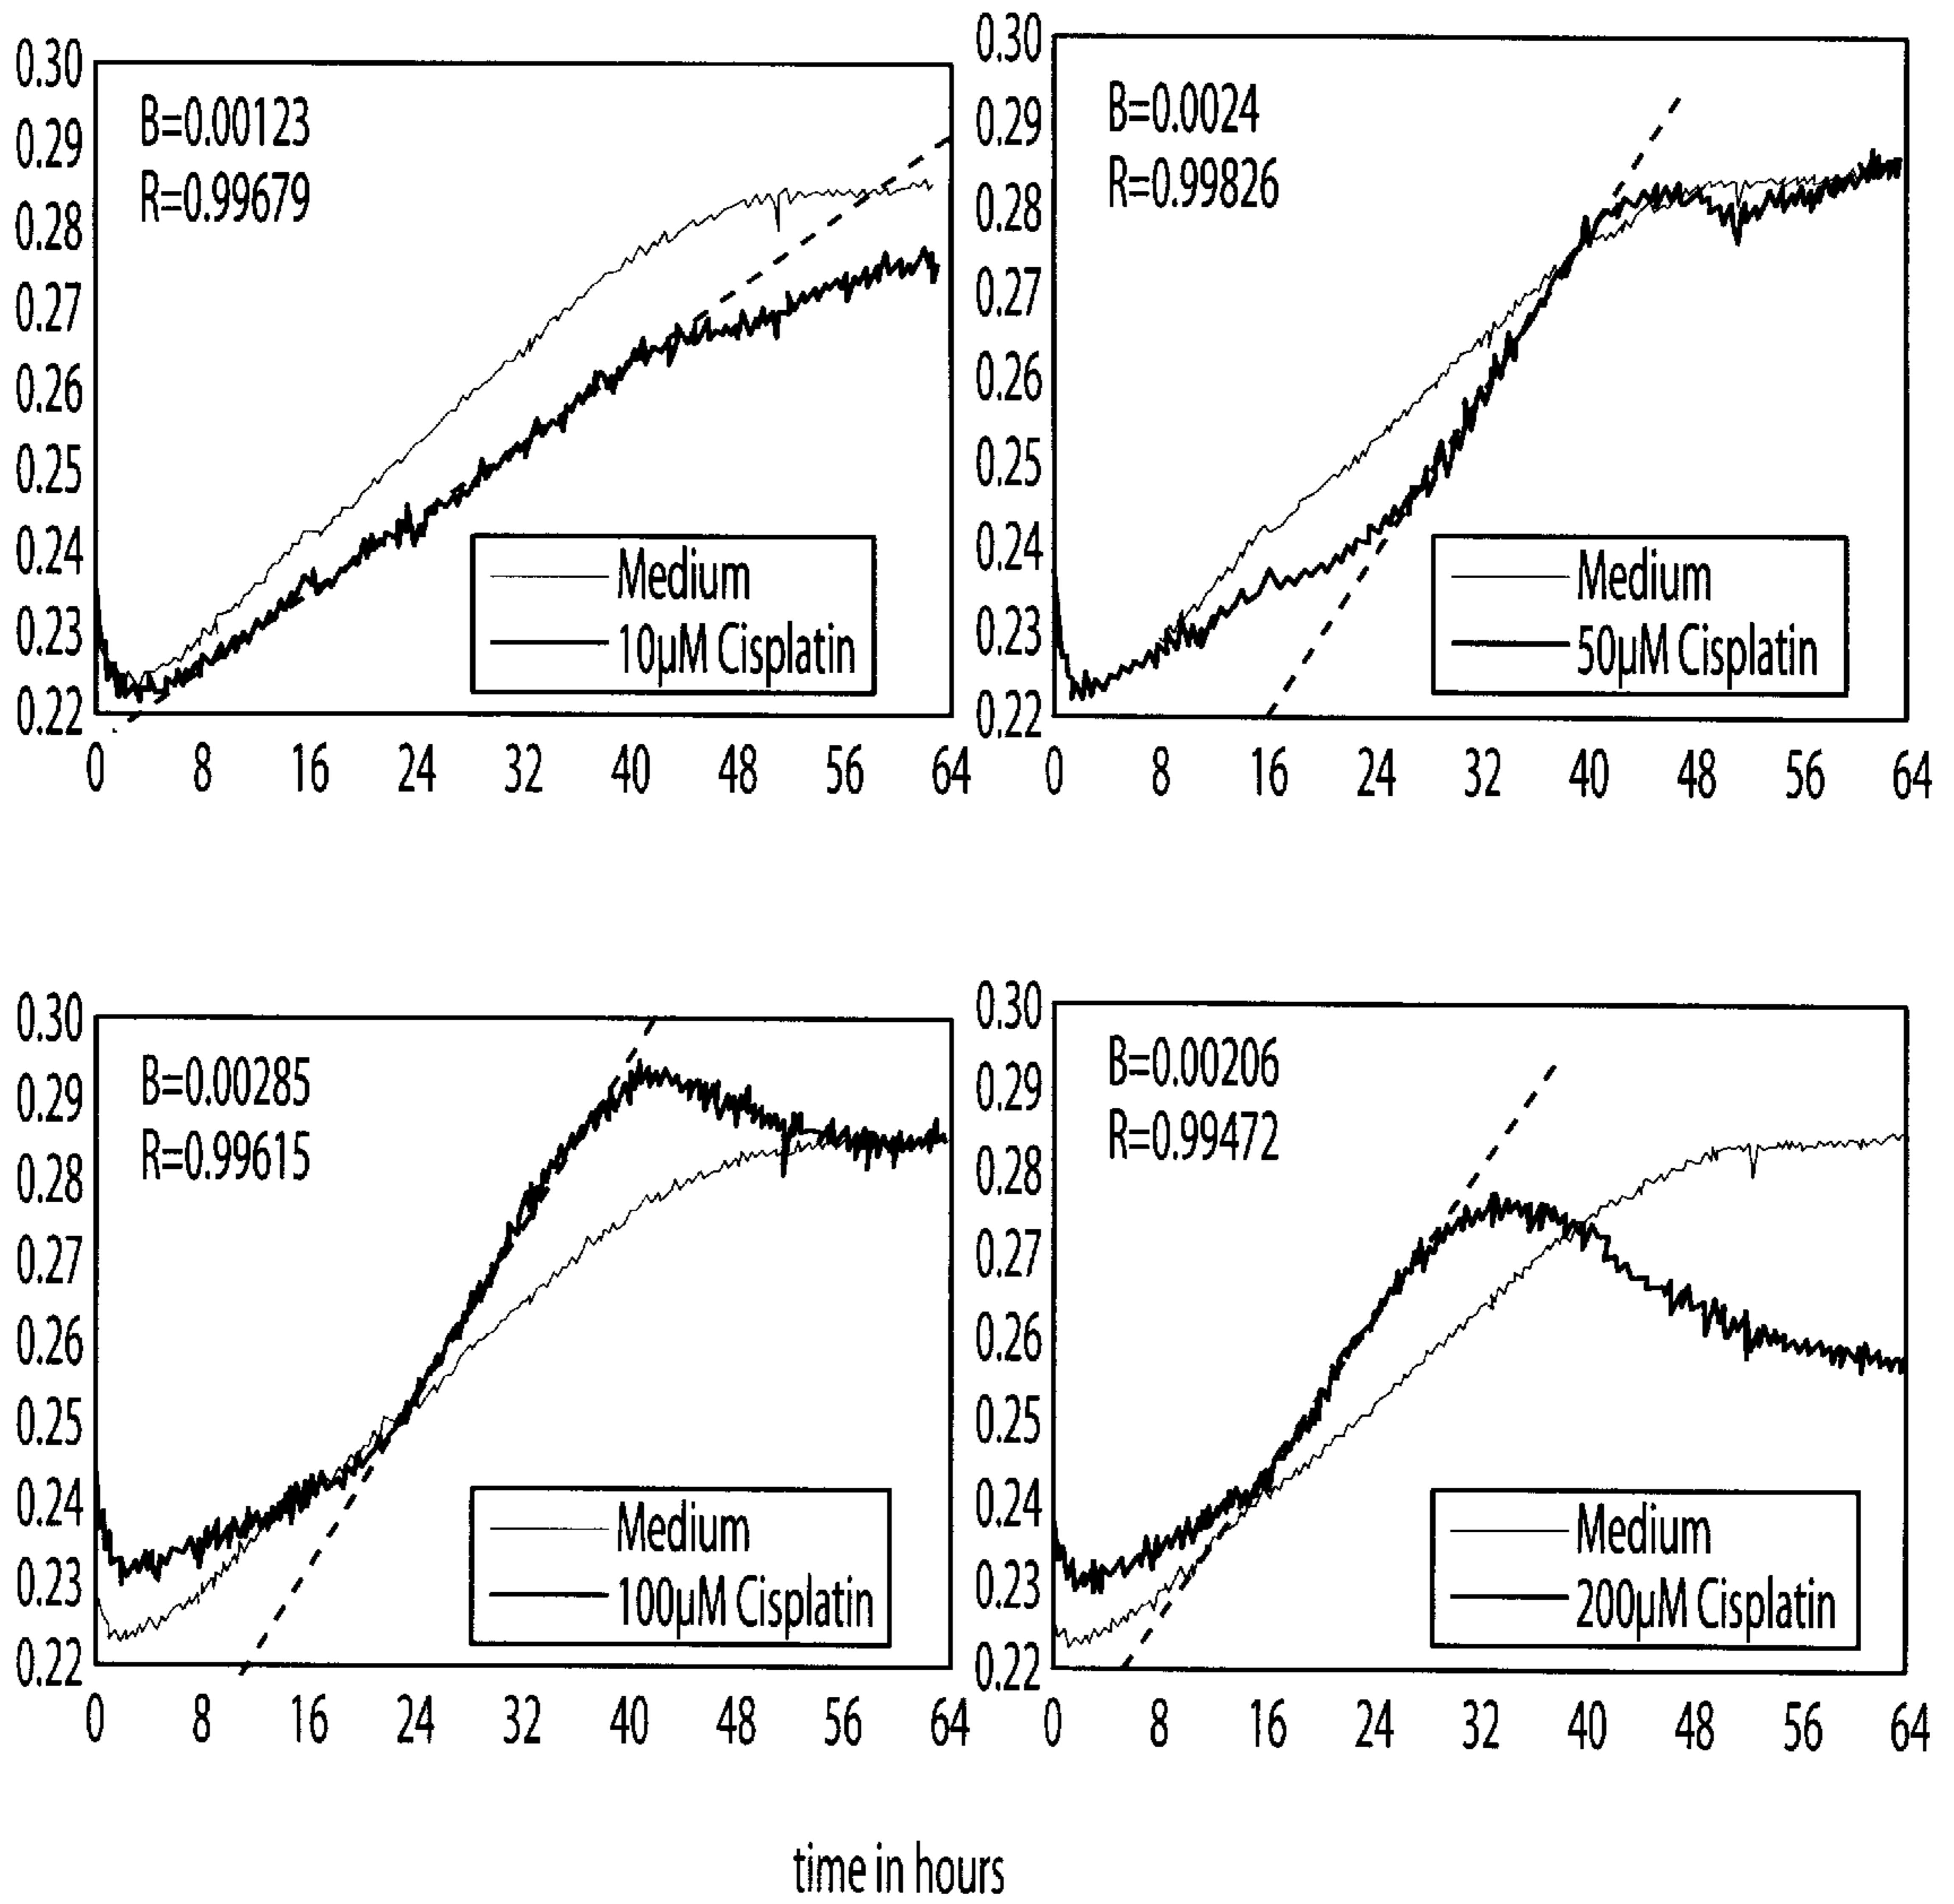 0.30
0.29
0.28
0.27
0.26
0.25
0.24
0.23
0.22
B=0.00123
R=0.99679
Medium
10µM Cisplatin
0 8 16 24 32 40 48 56 64
0.30
0.29
0.28
0.27
0.26
0.25
0.24
0.23
0.22
B=0.0024
R=0.99826
Medium
50µM Cisplatin
0 8 16 24 32 40 48 56 64
0.30
0.29
0.28
0.27
0.26
0.25
0.24
0.23
0.22
B=0.00285
R=0.99615
Medium
100µM Cisplatin
0 8 16 24 32 40 48 56 64
0.30
0.29
0.28
0.27
0.26
0.25
0.24
0.23
0.22
B=0.00206
R=0.99472
Medium
200µM Cisplatin
0 8 16 24 32 40 48 56 64
time in hours